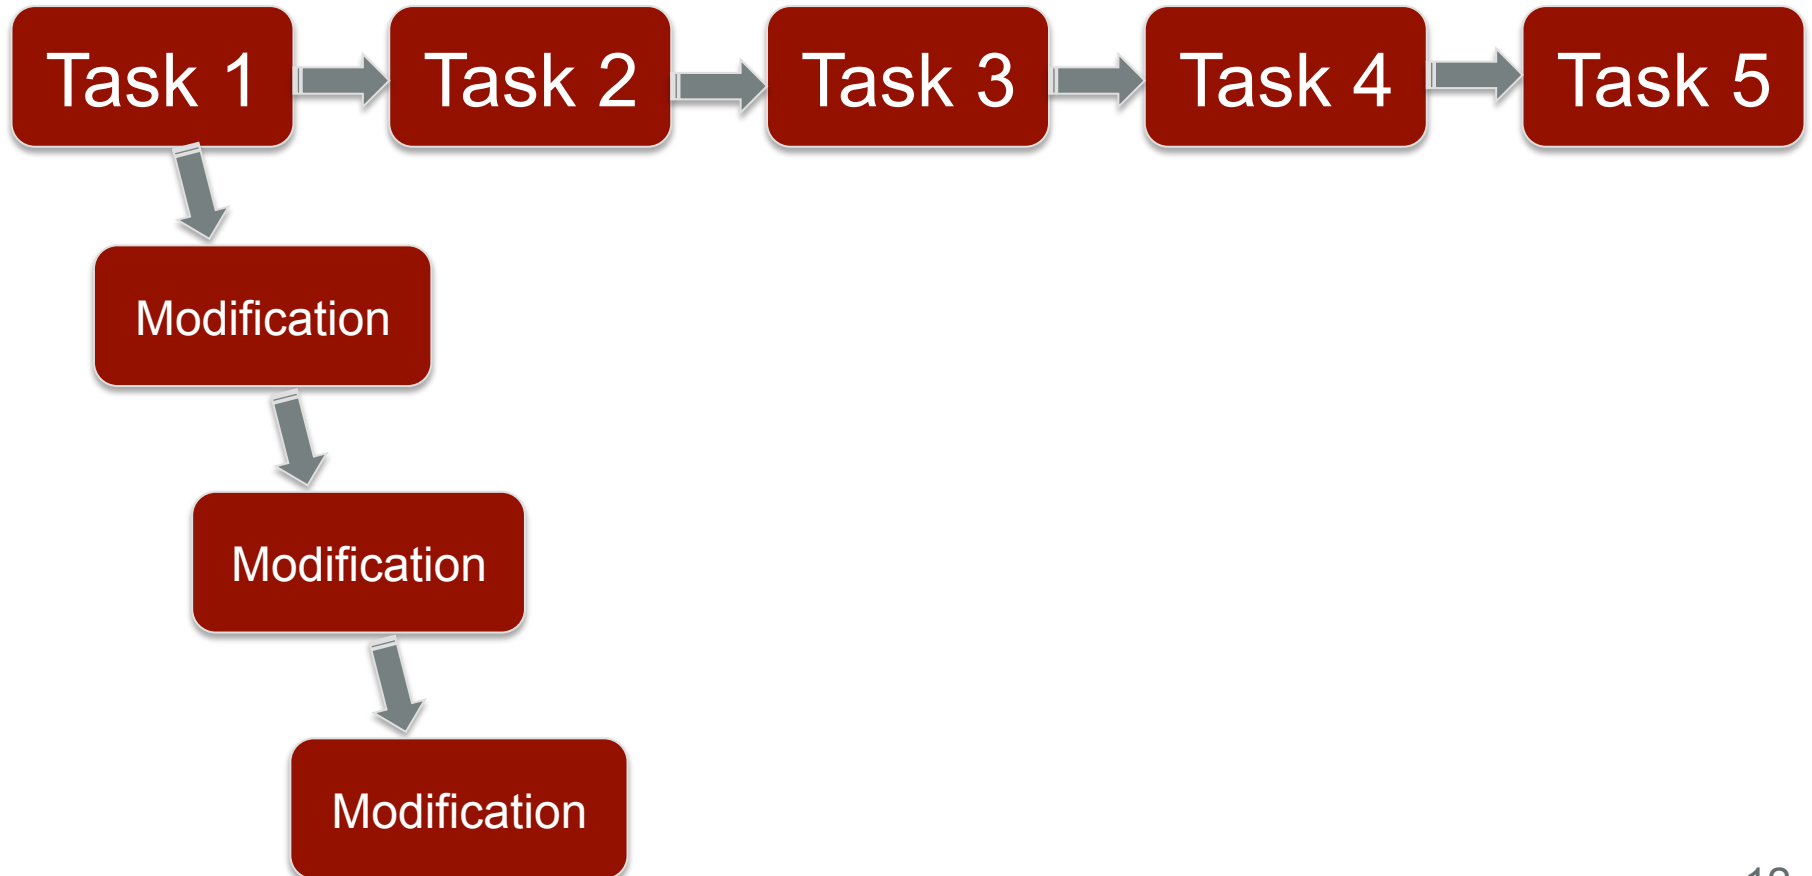 Task 1
Task 2
Task 3
Task 4
Task 5
Modification
Modification
Modification